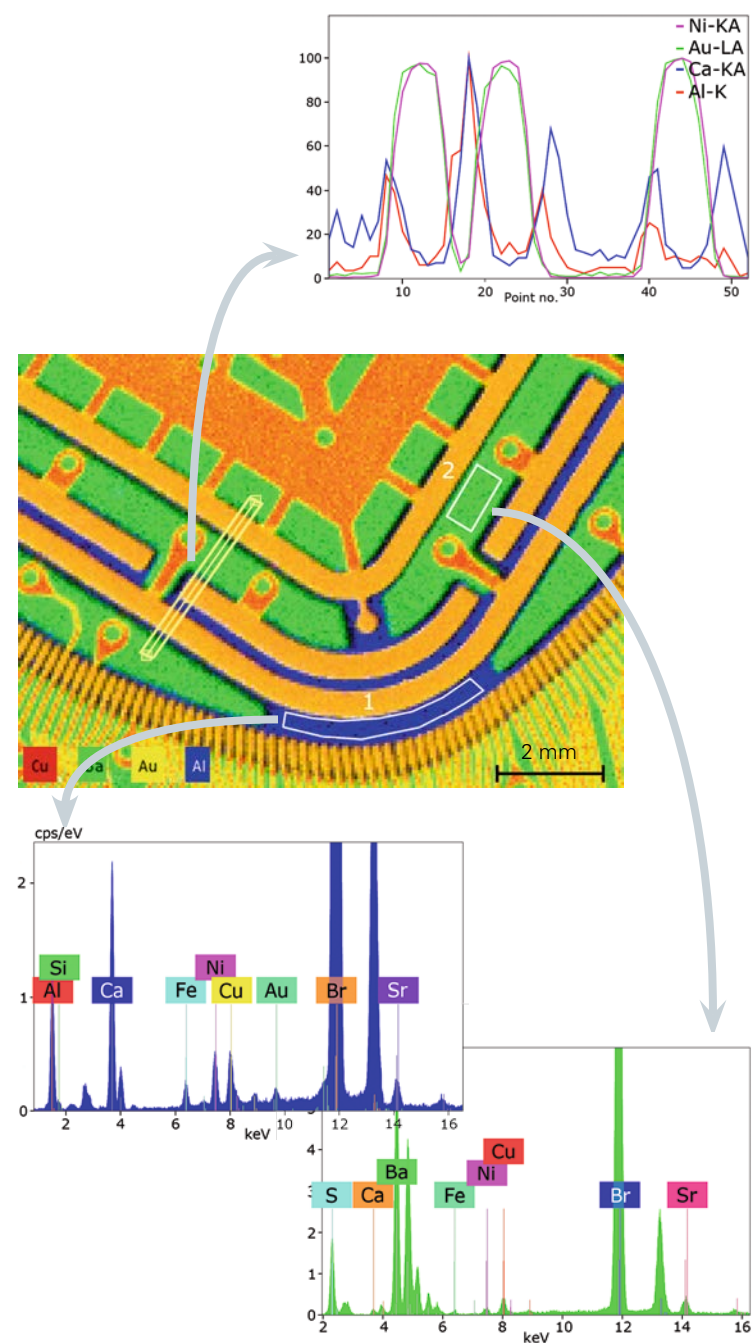 Ni-KA
Au-LA
Ca-KA
Al-K
100
80
60
40
20
0
10 20 30 40 50
Point no.
2
1
Cu Au Al
2 mm
cps/eV
2
1
0
Si
Al Ca Fe Ni Cu Au Br Sr
2 4 6 8 10 12 14 16
keV
4
3
2
1
0
S Ca Ba Fe Ni Cu Br Sr
2 4 6 8 10 12 14 16
keV